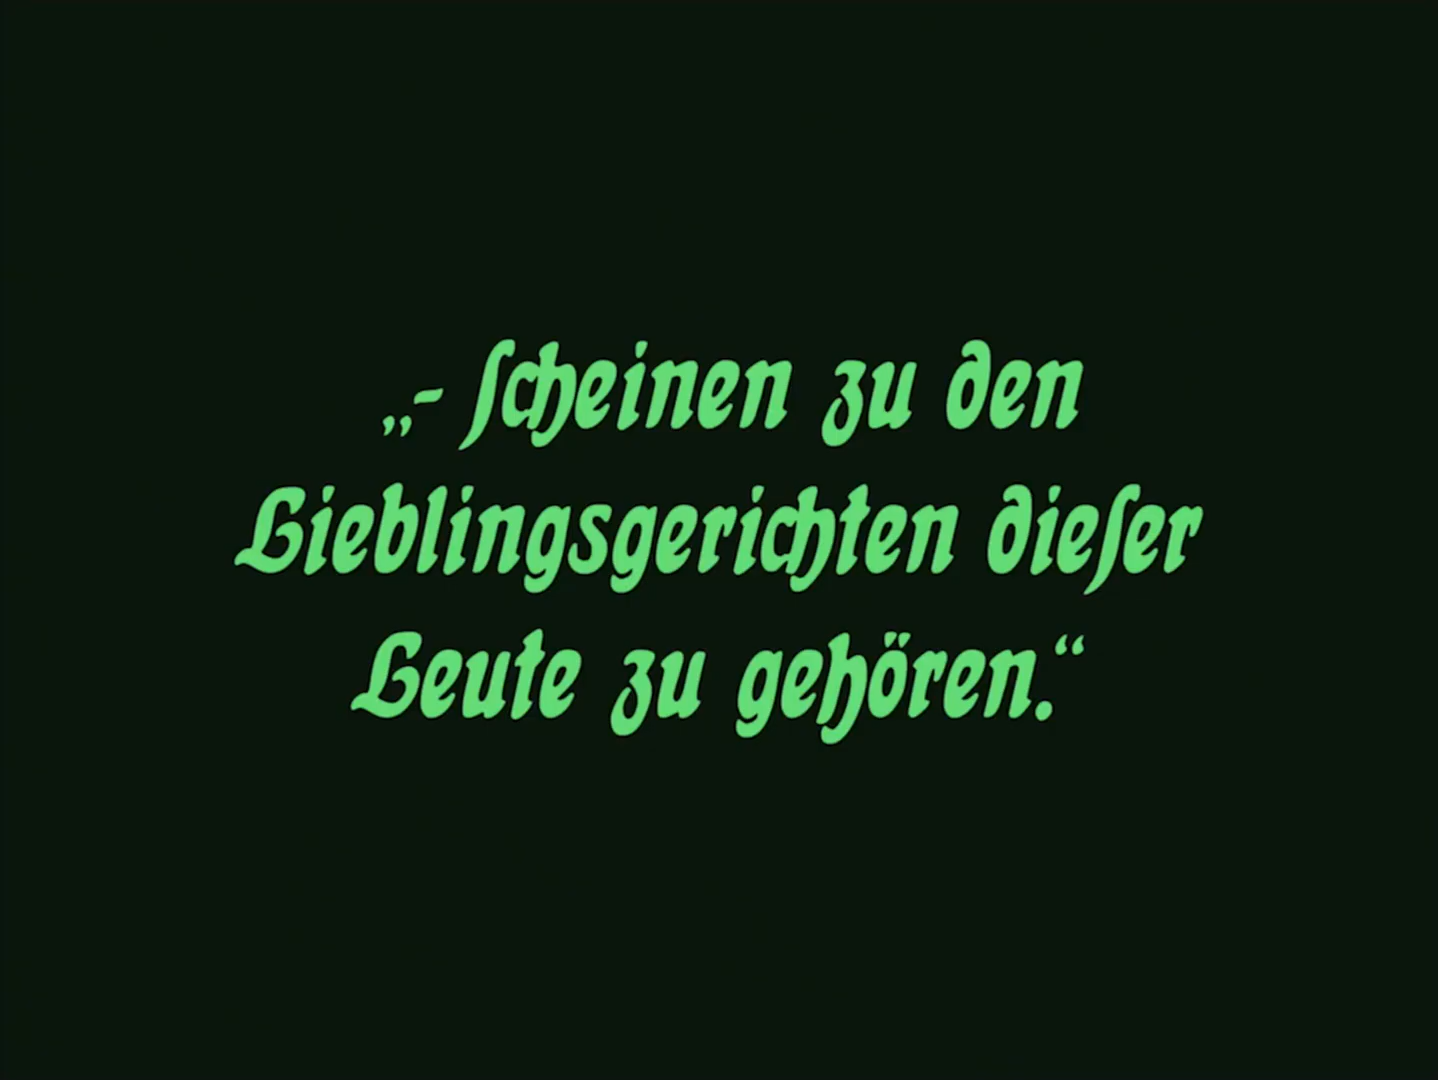 „- ſcheinen zu den
Lieblingsgerichten dieſer
Leute zu gehören.“